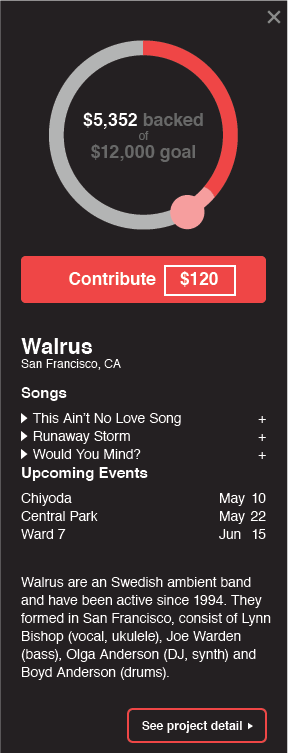 $5,352 backed
of
$12,000 goal
Contribute $120
Walrus
San Francisco, CA
Songs
This Ain't No Love Song +
Runaway Storm +
Would You Mind? +
Upcoming Events
Chiyoda May 10
Central Park May 22
Ward 7 Jun 15
Walrus are an Swedish ambient band
and have been active since 1994. They
formed in San Francisco, consist of Lynn
Bishop (vocal, ukulele), Joe Warden
(bass), Olga Anderson (DJ, synth) and
Boyd Anderson (drums).
See project detail